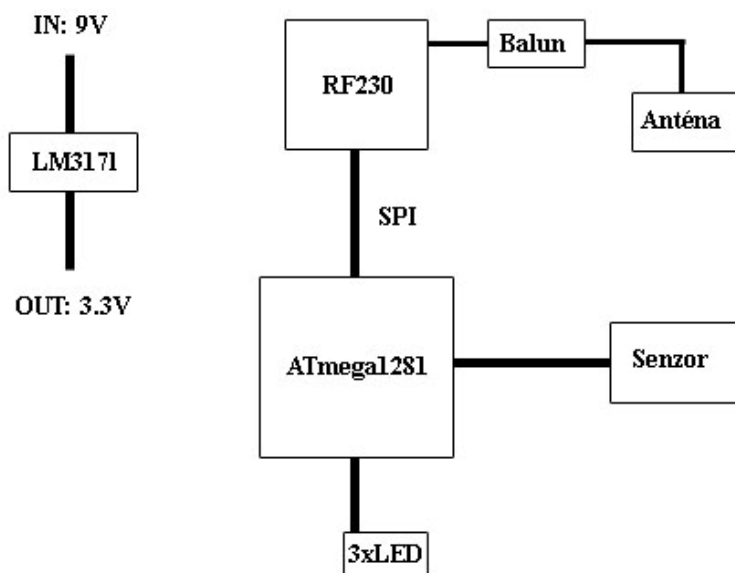 IN: 9V
LM317l
OUT: 3.3V
RF230
Balun
Anténa
SPI
ATmega1281
Senzor
3xLED